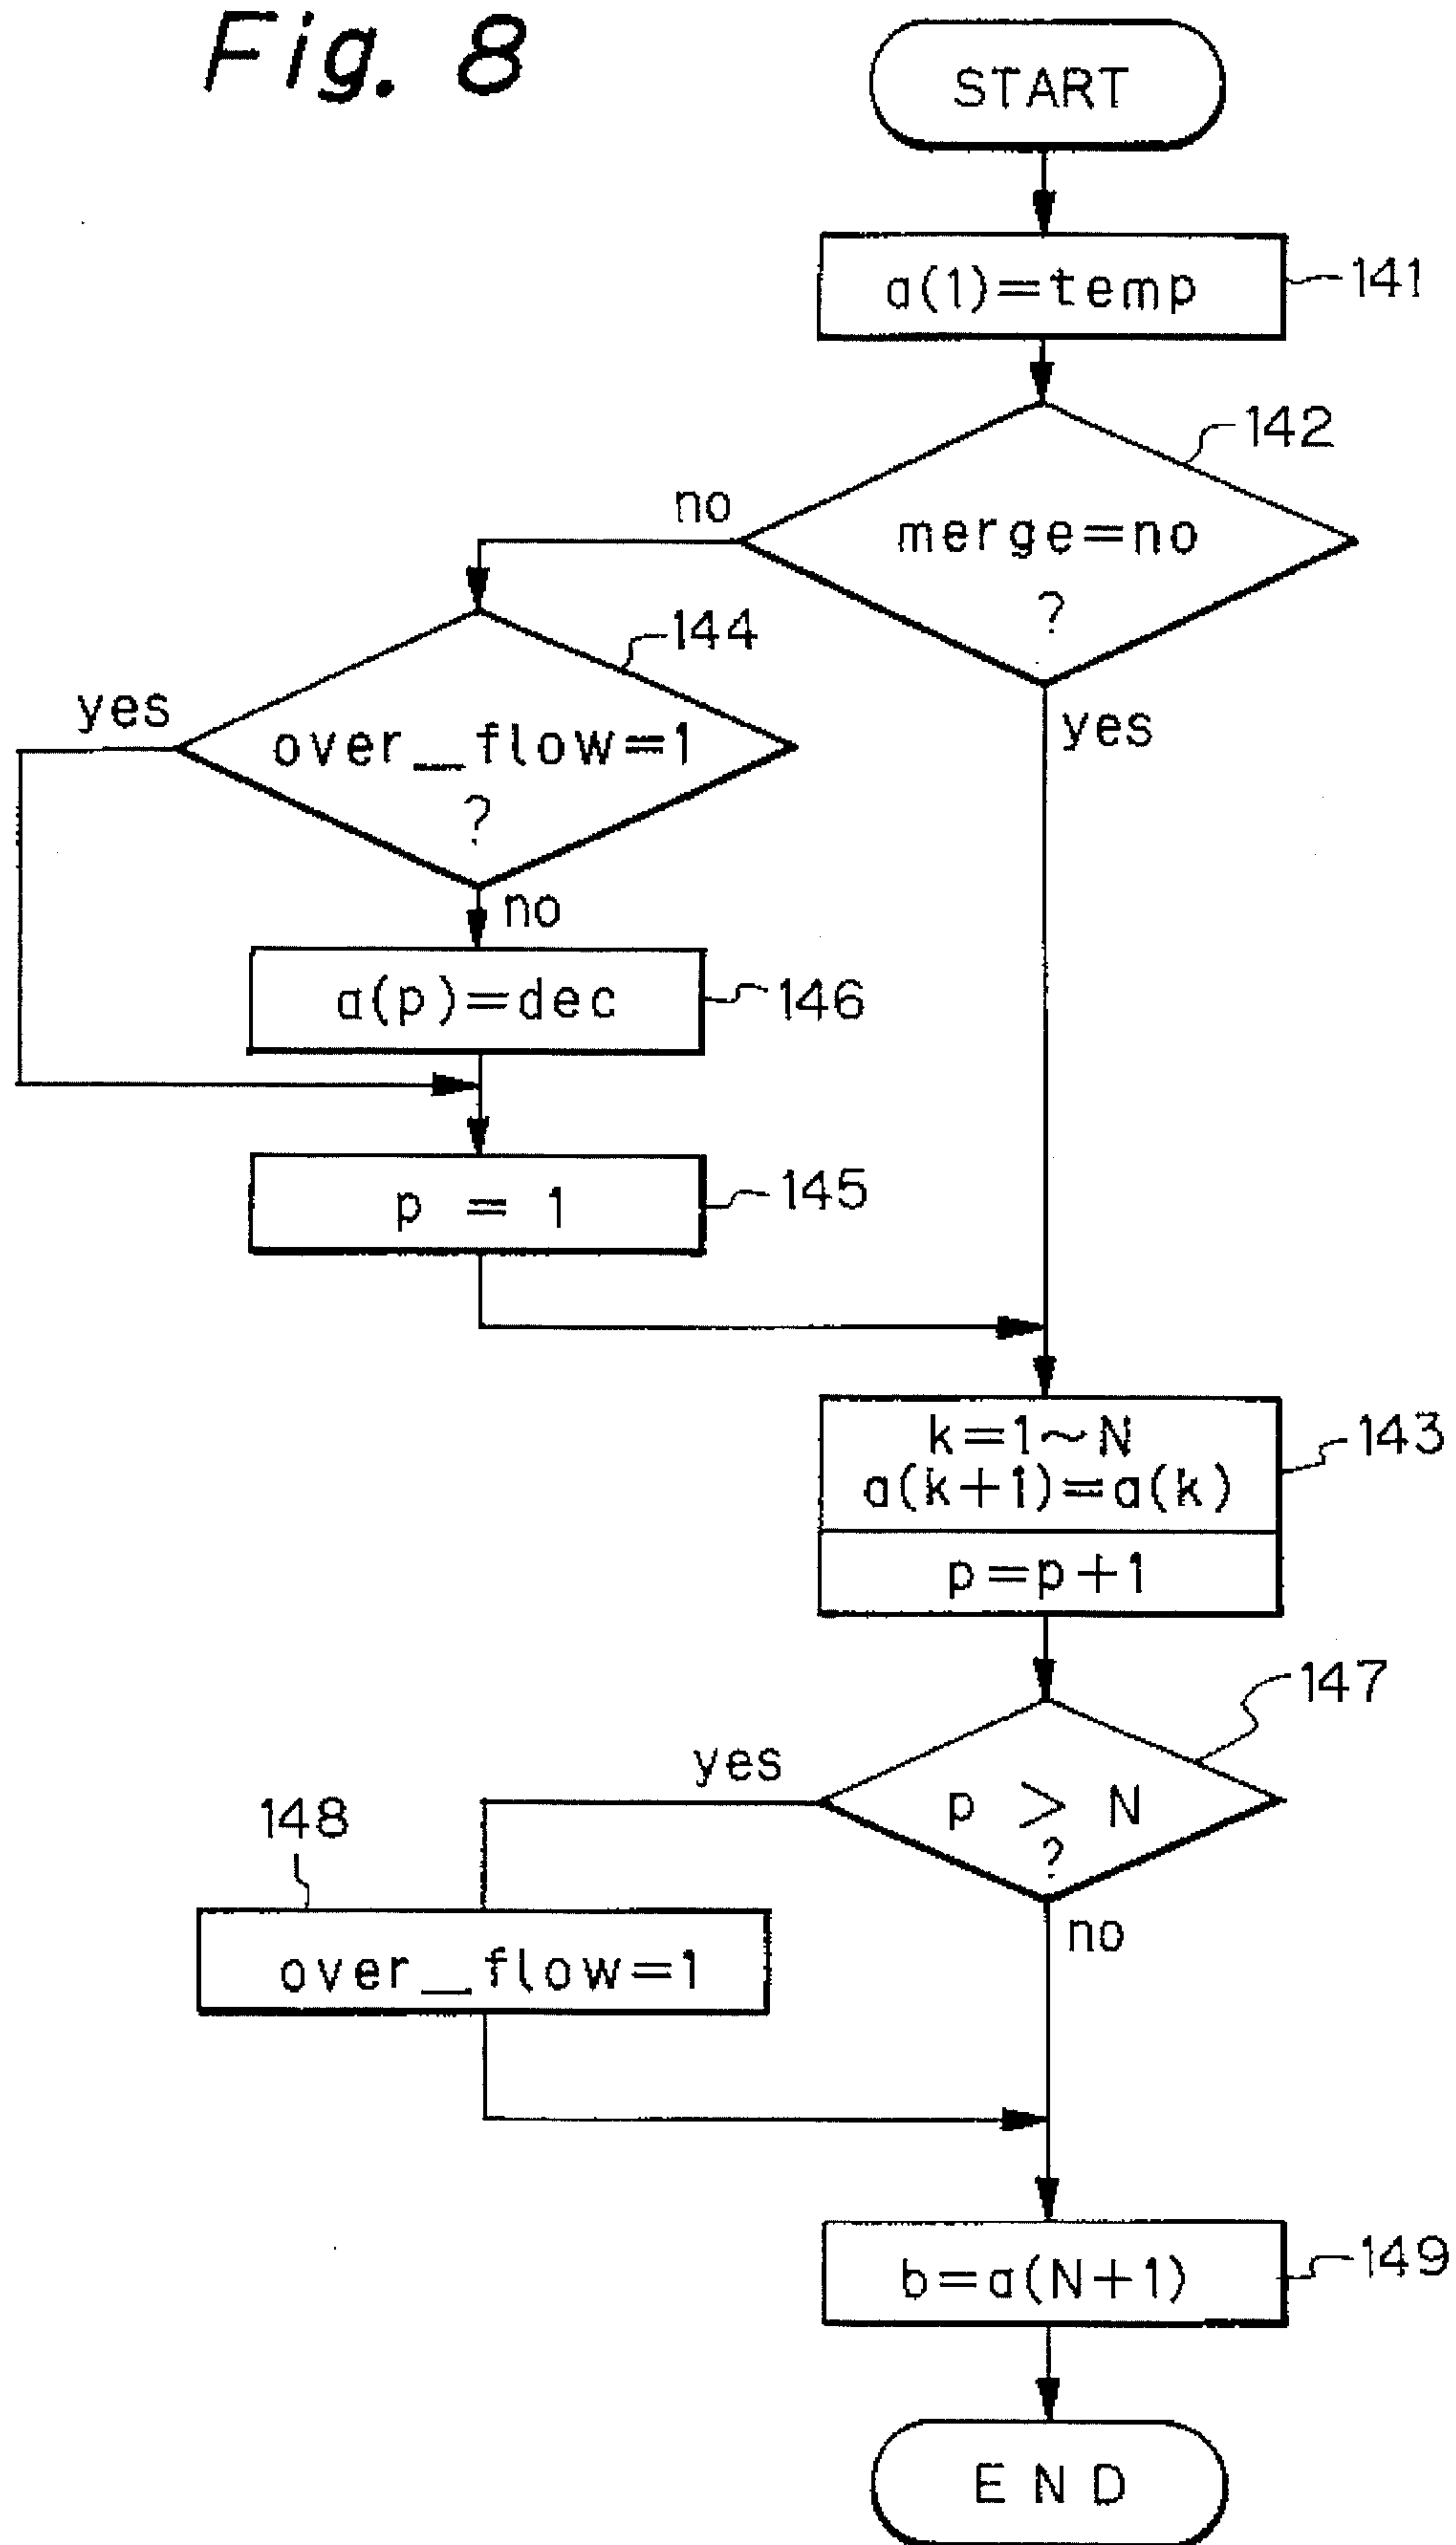 Fig. 8
START
a(1)=temp
141
142
no
merge=no
?
144
yes
yes
over_flow=1
?
no
a(p)=dec
146
p = 1
145
k=1~N
a(k+1)=a(k)
143
p=p+1
147
yes
p > N
?
148
no
over_flow=1
b=a(N+1)
149
END